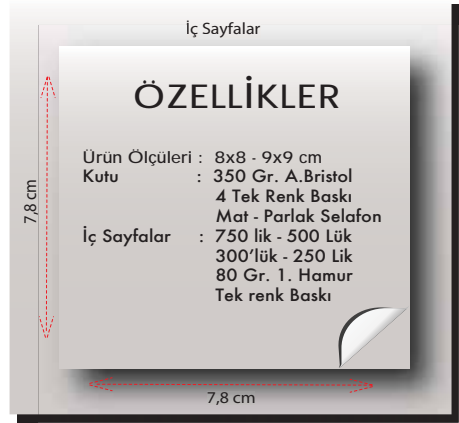 İç Sayfalar
ÖZELLİKLER
Ürün Ölçüleri : 8x8 - 9x9 cm
Kutu : 350 Gr. A.Bristol
4 Tek Renk Baskı
Mat - Parlak Selafon
İç Sayfalar : 750 lik - 500 Lük
300'lük - 250 Lik
80 Gr. 1. Hamur
Tek renk Baskı
7,8 cm
7,8 cm